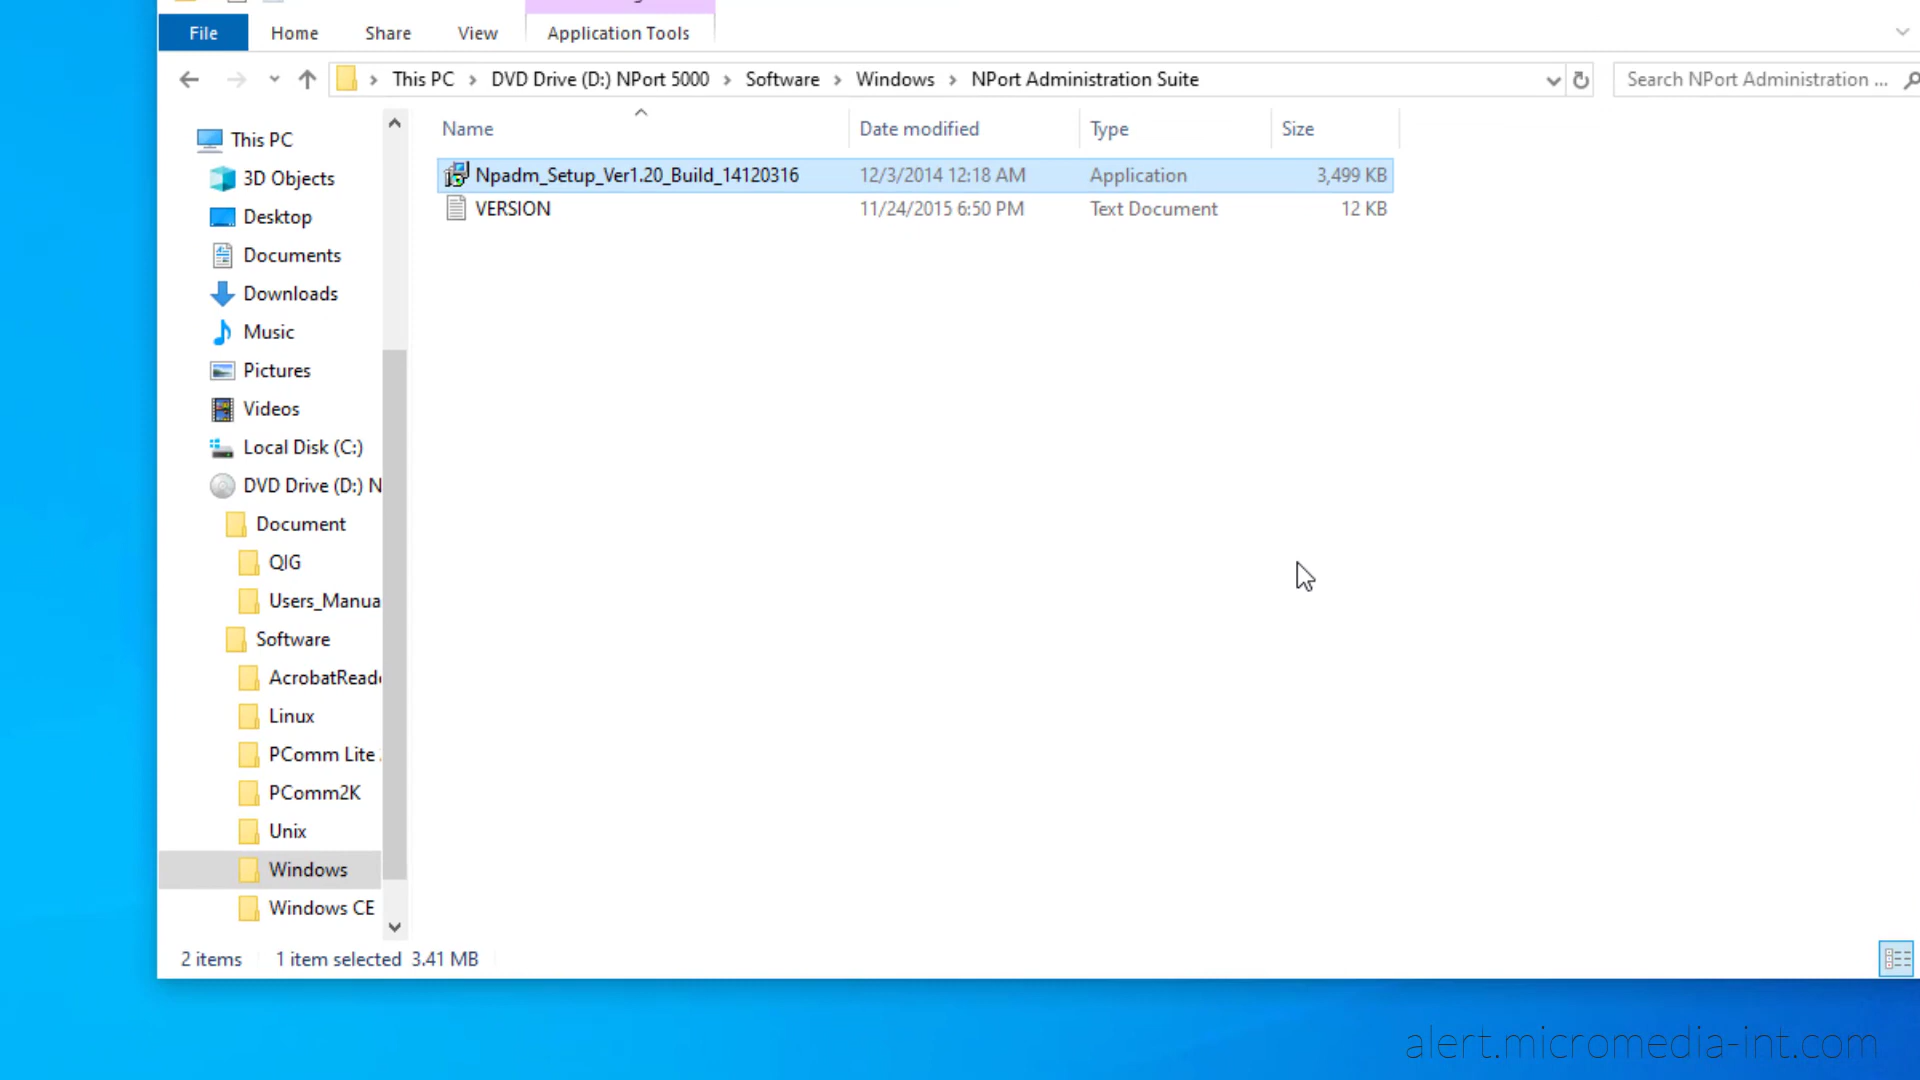 File Home Share View Application Tools
This PC DVD Drive (D:) NPort 5000 Software Windows NPort Administration Suite Search NPort Administration ...
Name Date modified Type Size
Npadm_Setup_Ver1.20_Build_14120316 12/3/2014 12:18 AM Application 3,499 KB
VERSION 11/24/2015 6:50 PM Text Document 12 KB
This PC
3D Objects
Desktop
Documents
Downloads
Music
Pictures
Videos
Local Disk (C:)
DVD Drive (D:) N
Document
QIG
Users_Manua
Software
AcrobatReade
Linux
PComm Lite
PComm2K
Unix
Windows
Windows CE
2 items 1 item selected 3.41 MB
alert.micromedia-int.com